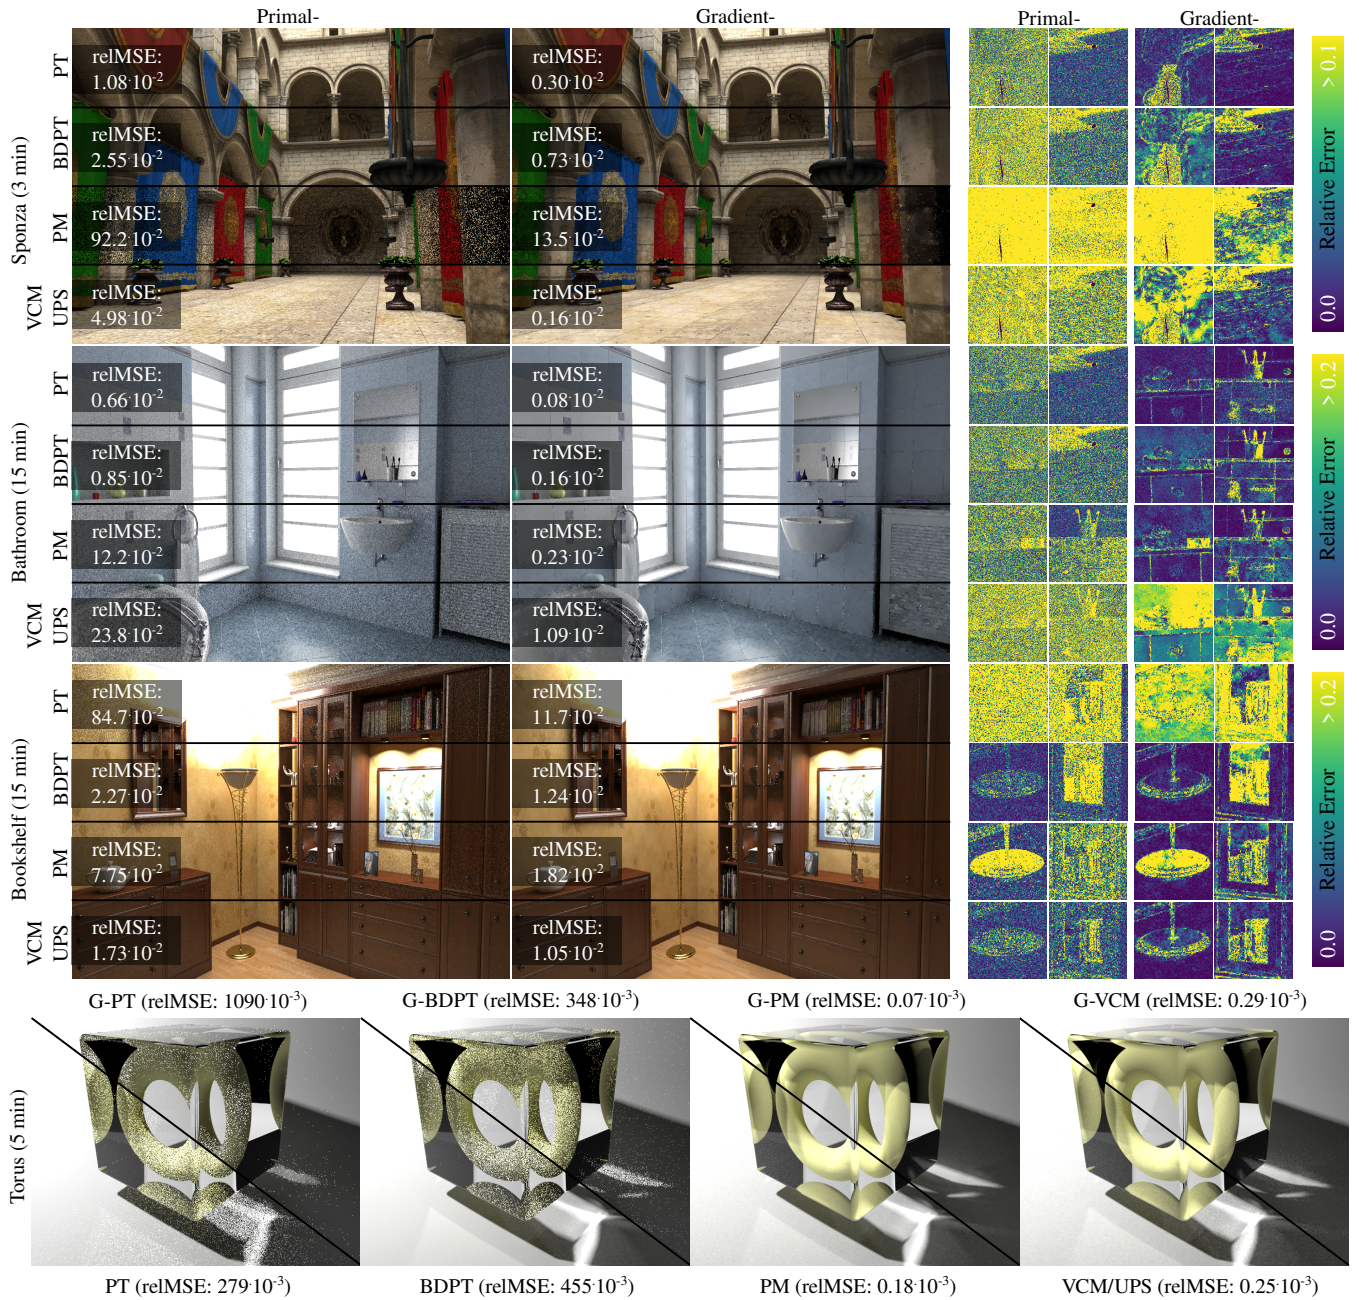 Primal-
Gradient-
Primal-
Gradient-
Sponza (3 min)
PT
relMSE:
1.08·10-2
relMSE:
0.30·10-2
BDPT
relMSE:
2.55·10-2
relMSE:
0.73·10-2
PM
relMSE:
92.2·10-2
relMSE:
13.5·10-2
VCM
UPS
relMSE:
4.98·10-2
relMSE:
0.16·10-2
0.0
Relative Error
> 0.1
Bathroom (15 min)
PT
relMSE:
0.66·10-2
relMSE:
0.08·10-2
BDPT
relMSE:
0.85·10-2
relMSE:
0.16·10-2
PM
relMSE:
12.2·10-2
relMSE:
0.23·10-2
VCM
UPS
relMSE:
23.8·10-2
relMSE:
1.09·10-2
0.0
Relative Error
> 0.2
Bookshelf (15 min)
PT
relMSE:
84.7·10-2
relMSE:
11.7·10-2
BDPT
relMSE:
2.27·10-2
relMSE:
1.24·10-2
PM
relMSE:
7.75·10-2
relMSE:
1.82·10-2
VCM
UPS
relMSE:
1.73·10-2
relMSE:
1.05·10-2
0.0
Relative Error
> 0.2
G-PT (relMSE: 1090·10-3)
G-BDPT (relMSE: 348·10-3)
G-PM (relMSE: 0.07·10-3)
G-VCM (relMSE: 0.29·10-3)
Torus (5 min)
PT (relMSE: 279·10-3)
BDPT (relMSE: 455·10-3)
PM (relMSE: 0.18·10-3)
VCM/UPS (relMSE: 0.25·10-3)